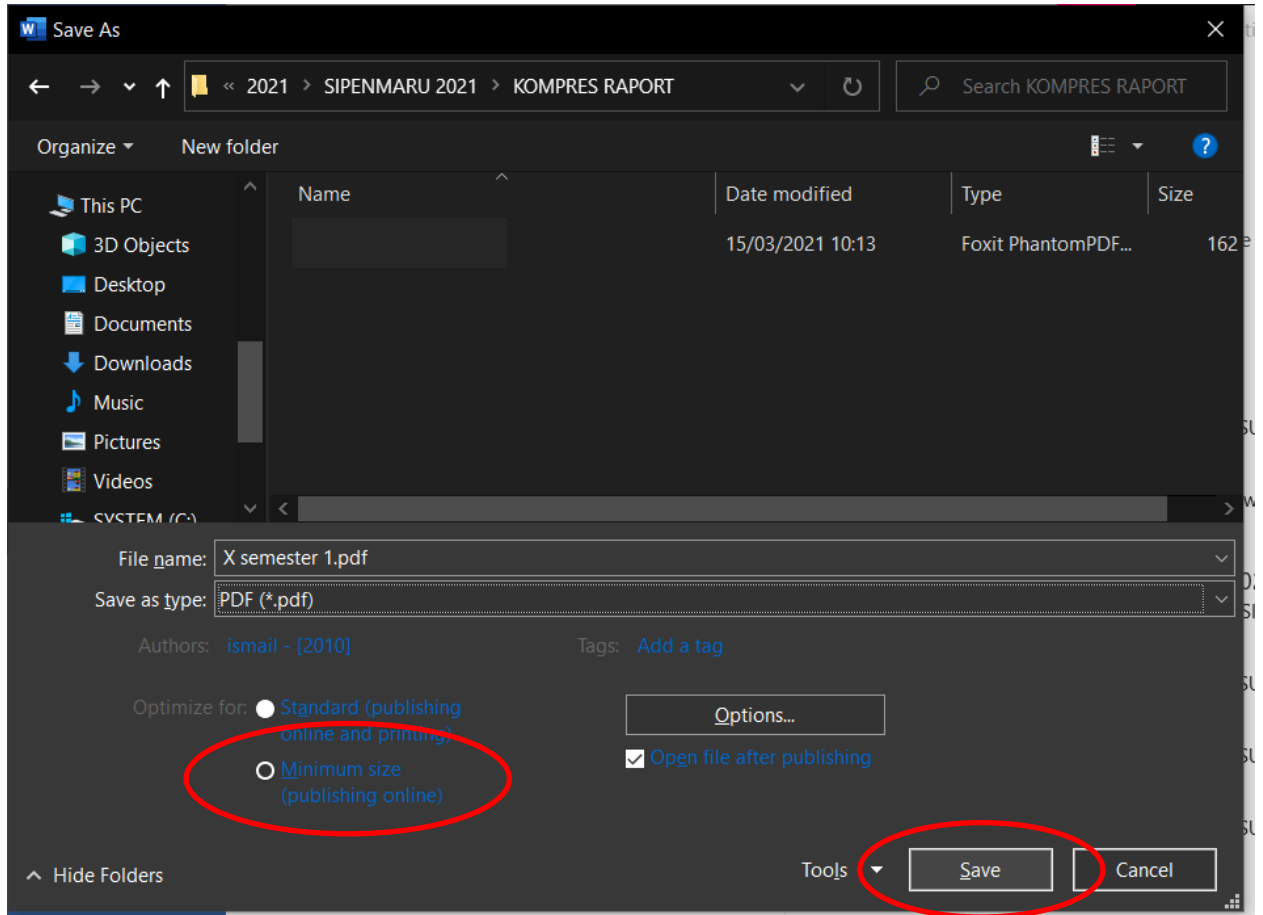 Save As
« 2021 > SIPENMARU 2021 > KOMPRES RAPORT
Search KOMPRES RAPORT
Organize
New folder
?
Name
Date modified
Type
Size
This PC
3D Objects
Desktop
Documents
Downloads
Music
Pictures
Videos
SYSTEM (C:)
15/03/2021 10:13
Foxit PhantomPDF...
162
File name: X semester 1.pdf
Save as type: PDF (*.pdf)
Authors: ismail - [2010]
Tags: Add a tag
Optimize for:
Standard (publishing
online and printing)
Minimum size
(publishing online)
Options...
Open file after publishing
Hide Folders
Tools
Save
Cancel